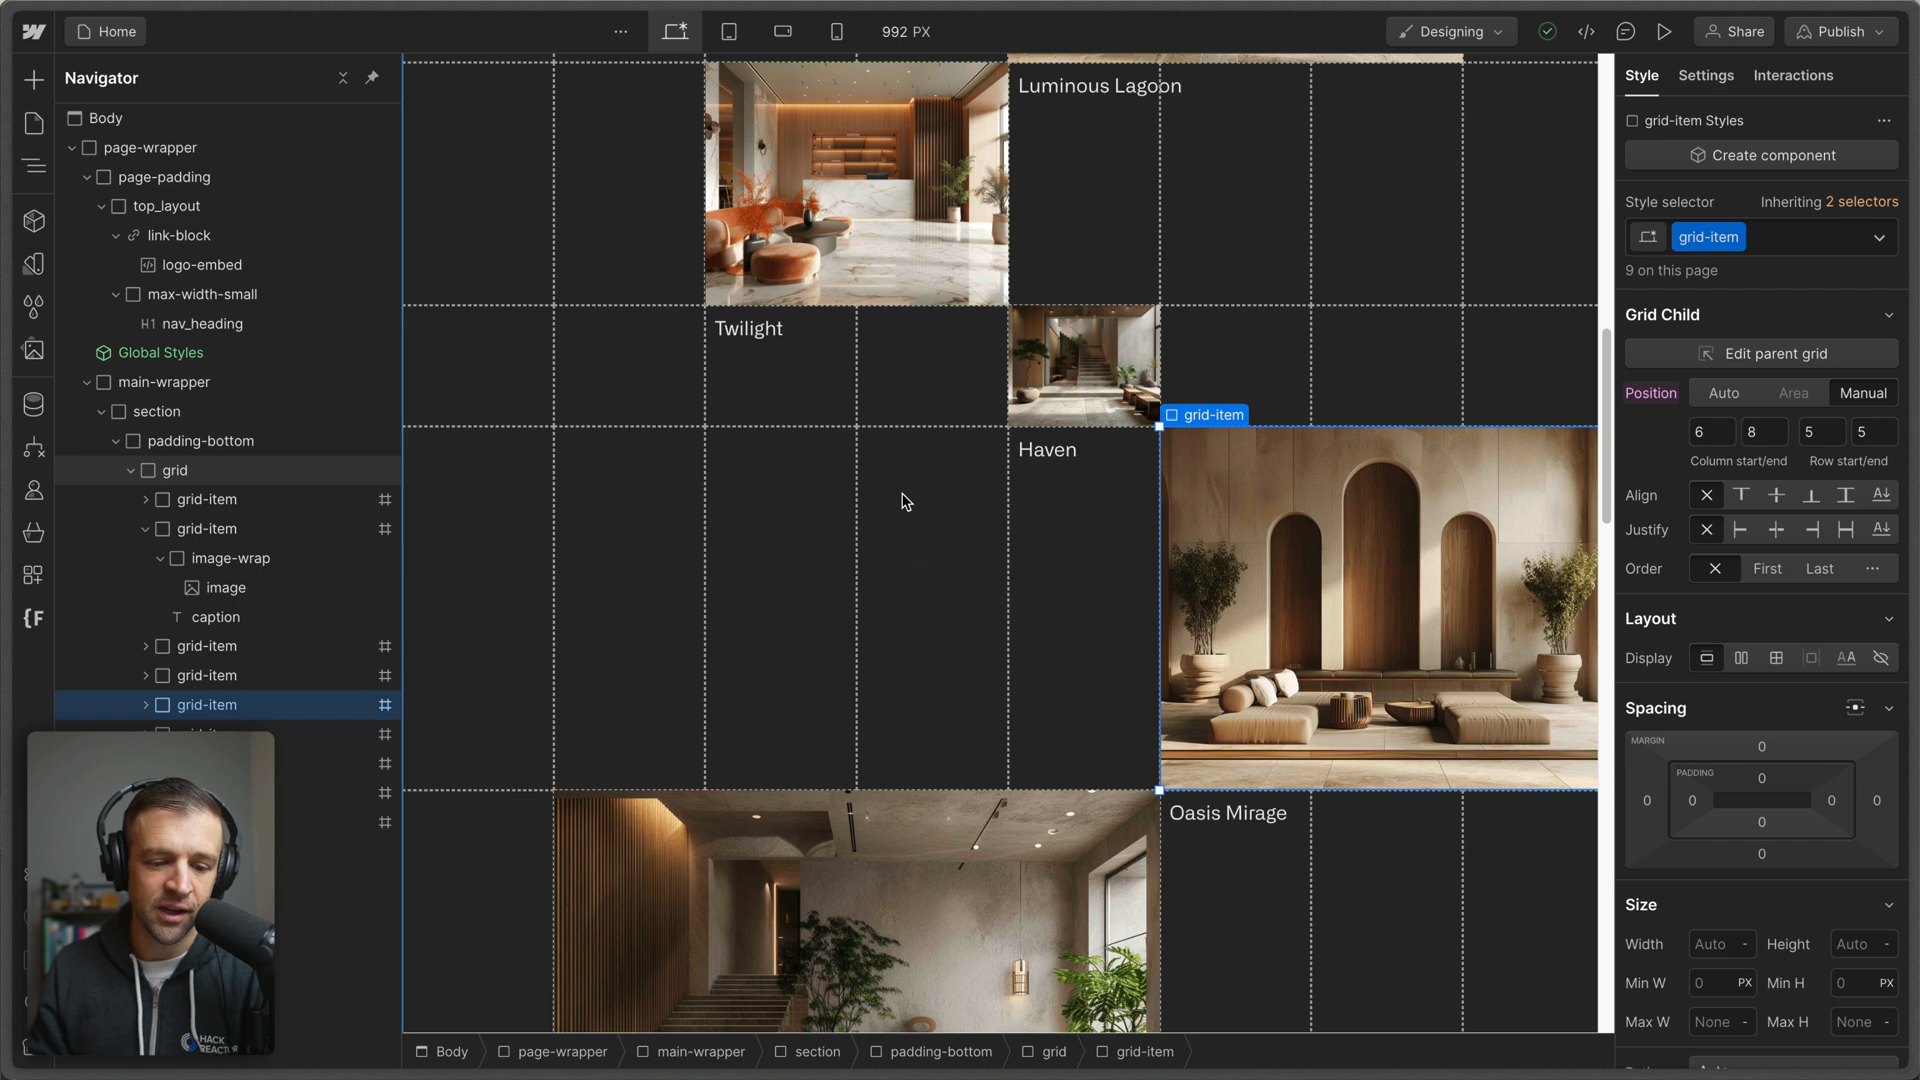 Home
992 PX
Designing
Share
Publish
Navigator
Body
page-wrapper
page-padding
top_layout
link-block
logo-embed
max-width-small
H1 nav_heading
Global Styles
main-wrapper
section
padding-bottom
grid
grid-item
grid-item
image-wrap
image
caption
grid-item
grid-item
grid-item
Luminous Lagoon
Twilight
grid-item
Haven
Oasis Mirage
HACK
REACTOR
Body
page-wrapper
main-wrapper
section
padding-bottom
grid
grid-item
Style Settings Interactions
grid-item Styles
Create component
Style selector Inheriting 2 selectors
grid-item
9 on this page
Grid Child
Edit parent grid
Position Auto Area Manual
6 8 5 5
Column start/end Row start/end
Align
Justify
Order First Last
Layout
Display
Spacing
MARGIN
0
PADDING
0
0 0 0 0
0
0
Size
Width Auto - Height Auto -
Min W 0 PX Min H 0 PX
Max W None - Max H None -